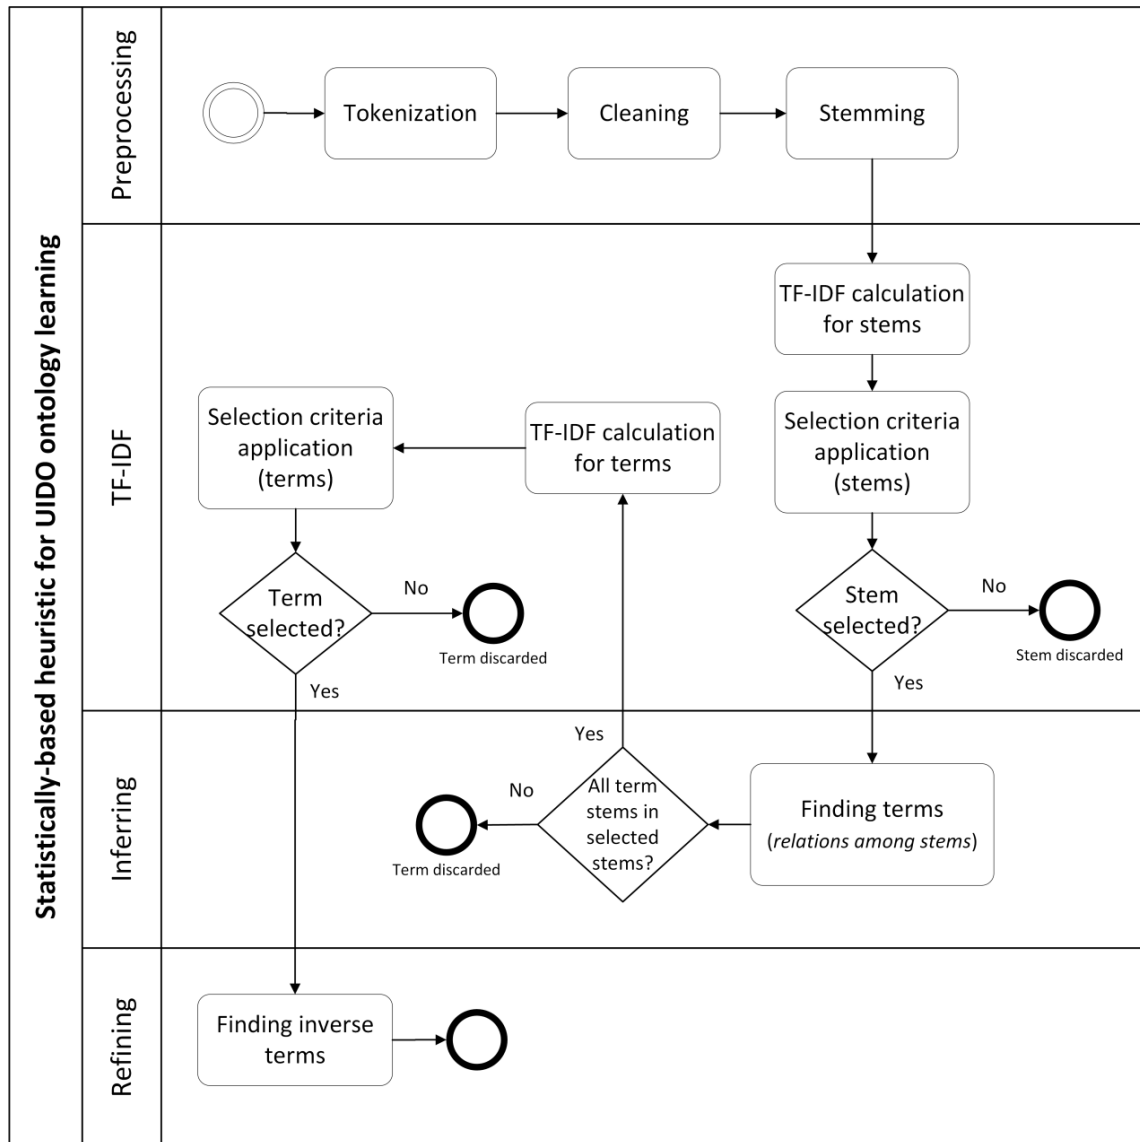 Statistically-based heuristic for UIDO ontology learning
Preprocessing
Tokenization
Cleaning
Stemming
TF-IDF
TF-IDF calculation
for stems
Selection criteria
application
(stems)
Stem
selected?
No
Stem discarded
Yes
TF-IDF calculation
for terms
Selection criteria
application
(terms)
Term
selected?
No
Term discarded
Yes
Inferring
Finding terms
(relations among stems)
All term
stems in
selected
stems?
Yes
No
Term discarded
Refining
Finding inverse
terms